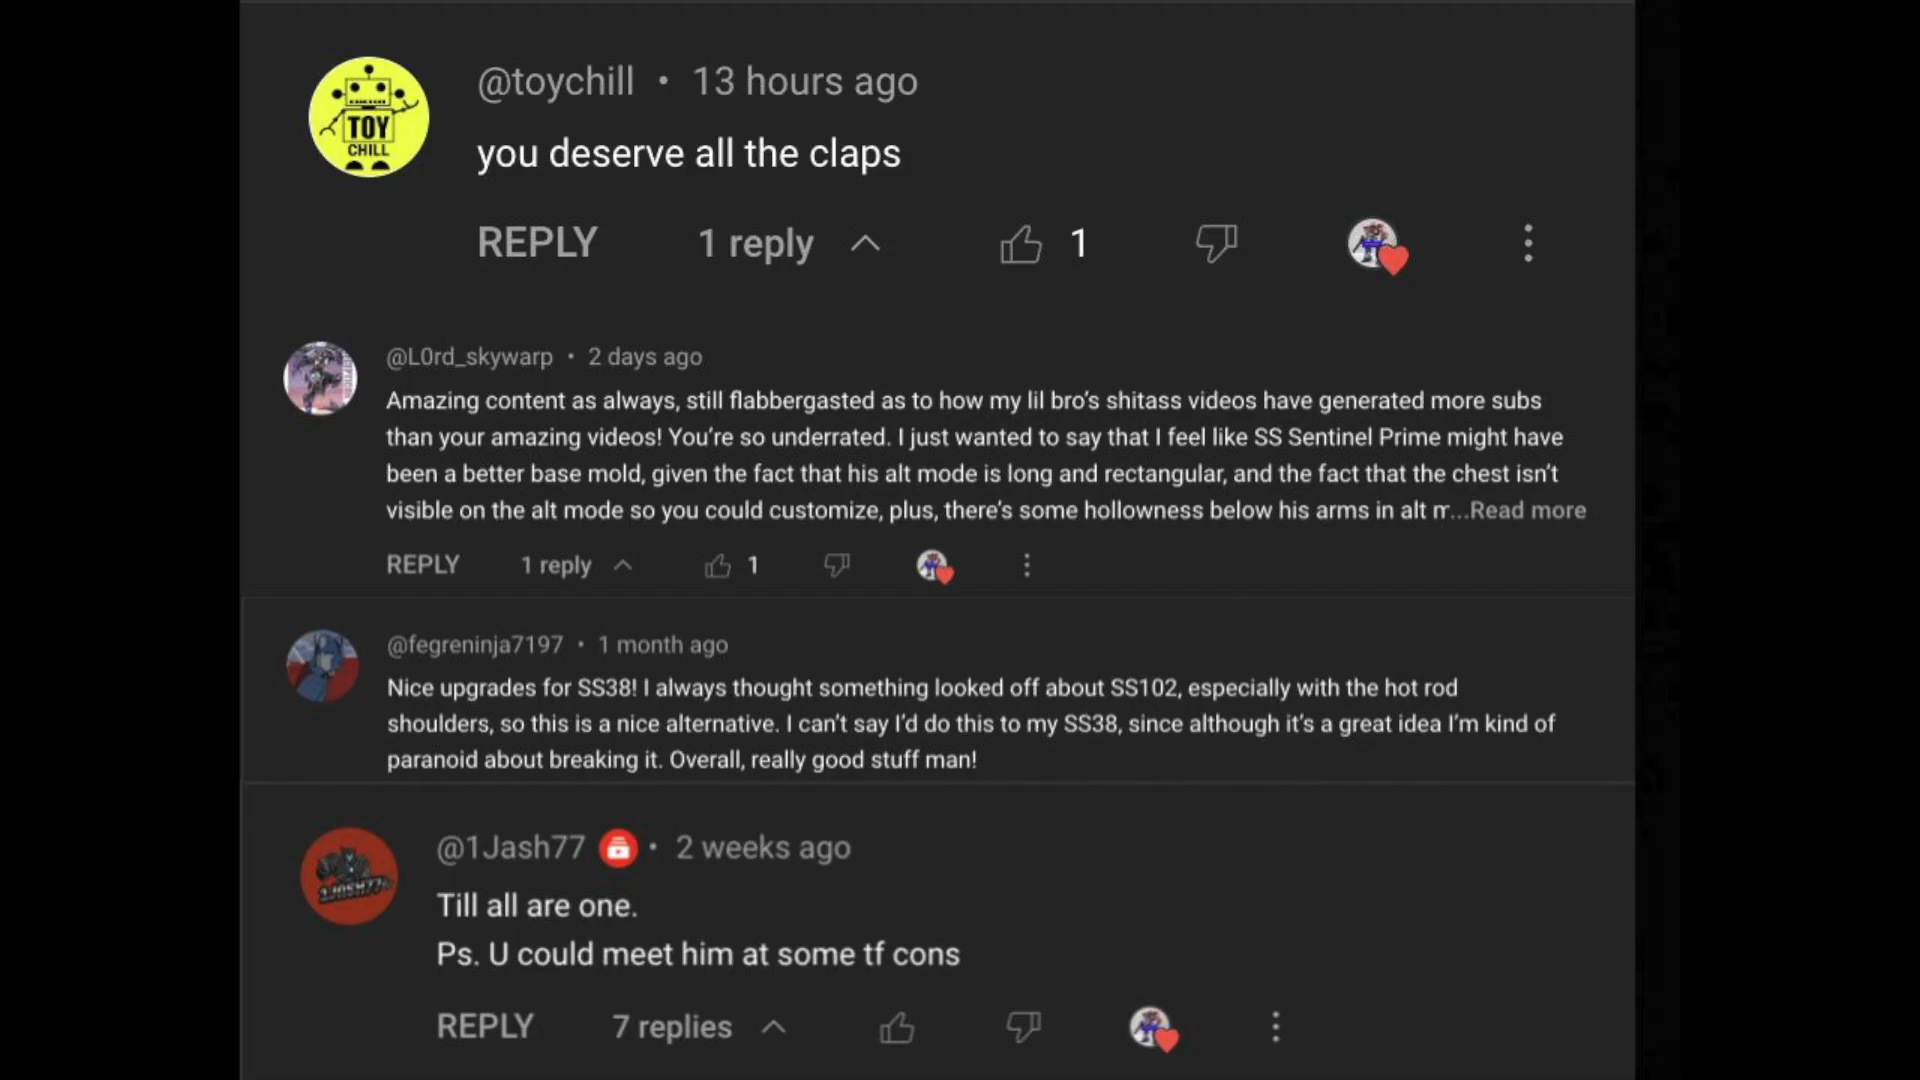 TOY
CHILL
@toychill • 13 hours ago
you deserve all the claps
REPLY 1 reply 1
@L0rd_skywarp • 2 days ago
Amazing content as always, still flabbergasted as to how my lil bro’s shitass videos have generated more subs
than your amazing videos! You’re so underrated. I just wanted to say that I feel like SS Sentinel Prime might have
been a better base mold, given the fact that his alt mode is long and rectangular, and the fact that the chest isn’t
visible on the alt mode so you could customize, plus, there’s some hollowness below his arms in alt m...Read more
REPLY 1 reply 1
@fegreninja7197 • 1 month ago
Nice upgrades for SS38! I always thought something looked off about SS102, especially with the hot rod
shoulders, so this is a nice alternative. I can’t say I’d do this to my SS38, since although it’s a great idea I’m kind of
paranoid about breaking it. Overall, really good stuff man!
1JASH77
@1Jash77 • 2 weeks ago
Till all are one.
Ps. U could meet him at some tf cons
REPLY 7 replies